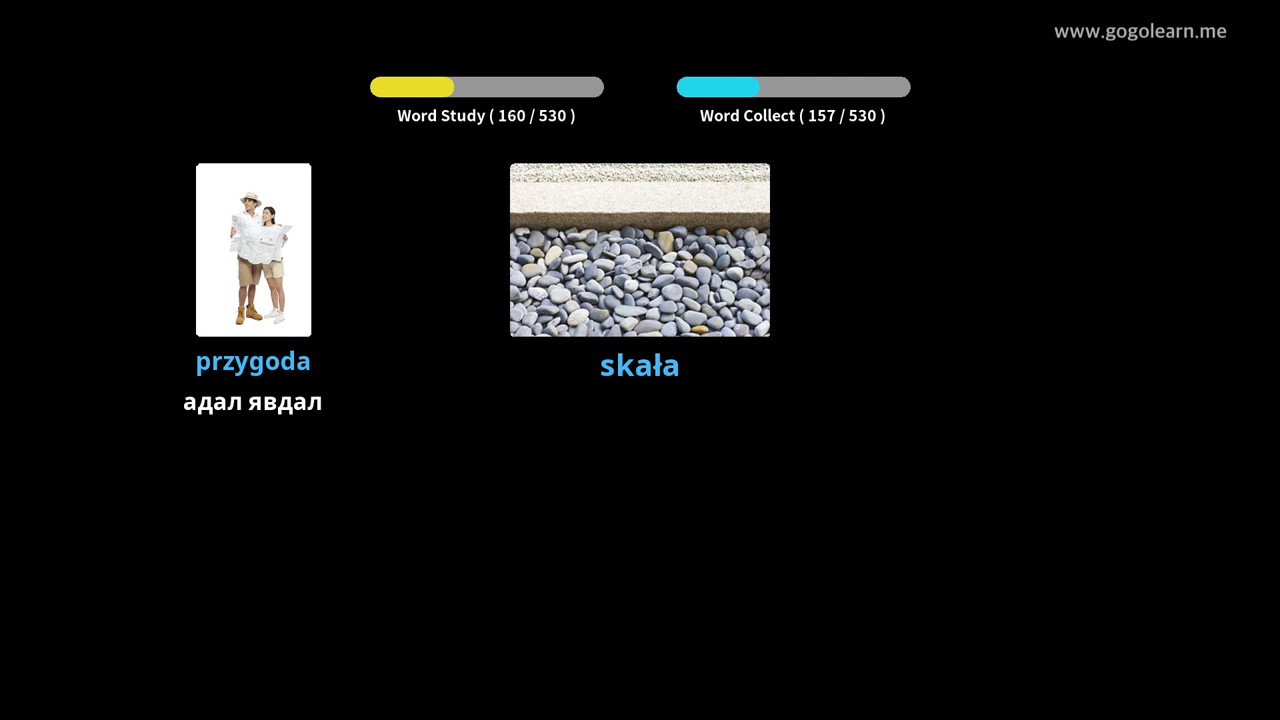 www.gogolearn.me
Word Study ( 160 / 530 )
Word Collect ( 157 / 530 )
przygoda
адал явдал
skała